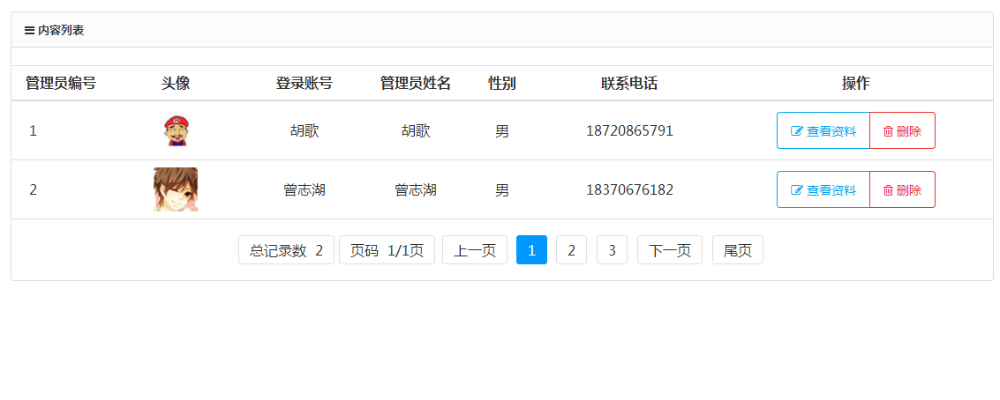 内容列表
管理员编号 头像 登录账号 管理员姓名 性别 联系电话 操作
1 胡歌 胡歌 男 18720865791 查看资料 删除
2 曾志湖 曾志湖 男 18370676182 查看资料 删除
总记录数 2 页码 1/1页 上一页 1 2 3 下一页 尾页